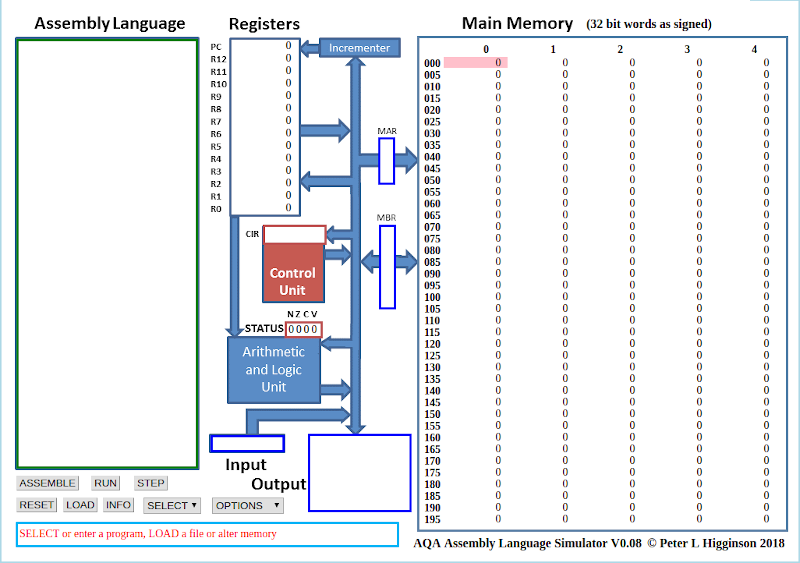 Assembly Language
Registers
Main Memory (32 bit words as signed)
PC 0
R12 0
R11 0
R10 0
R9 0
R8 0
R7 0
R6 0
R5 0
R4 0
R3 0
R2 0
R1 0
R0 0
Incrementer
MAR
MBR
CIR
Control
Unit
N Z C V
STATUS 0 0 0 0
Arithmetic
and Logic
Unit
Input
Output
0 1 2 3 4
000 0 0 0 0 0
005 0 0 0 0 0
010 0 0 0 0 0
015 0 0 0 0 0
020 0 0 0 0 0
025 0 0 0 0 0
030 0 0 0 0 0
035 0 0 0 0 0
040 0 0 0 0 0
045 0 0 0 0 0
050 0 0 0 0 0
055 0 0 0 0 0
060 0 0 0 0 0
065 0 0 0 0 0
070 0 0 0 0 0
075 0 0 0 0 0
080 0 0 0 0 0
085 0 0 0 0 0
090 0 0 0 0 0
095 0 0 0 0 0
100 0 0 0 0 0
105 0 0 0 0 0
110 0 0 0 0 0
115 0 0 0 0 0
120 0 0 0 0 0
125 0 0 0 0 0
130 0 0 0 0 0
135 0 0 0 0 0
140 0 0 0 0 0
145 0 0 0 0 0
150 0 0 0 0 0
155 0 0 0 0 0
160 0 0 0 0 0
165 0 0 0 0 0
170 0 0 0 0 0
175 0 0 0 0 0
180 0 0 0 0 0
185 0 0 0 0 0
190 0 0 0 0 0
195 0 0 0 0 0
ASSEMBLE RUN STEP
RESET LOAD INFO SELECT ▾ OPTIONS ▾
SELECT or enter a program, LOAD a file or alter memory
AQA Assembly Language Simulator V0.08 © Peter L Higginson 2018